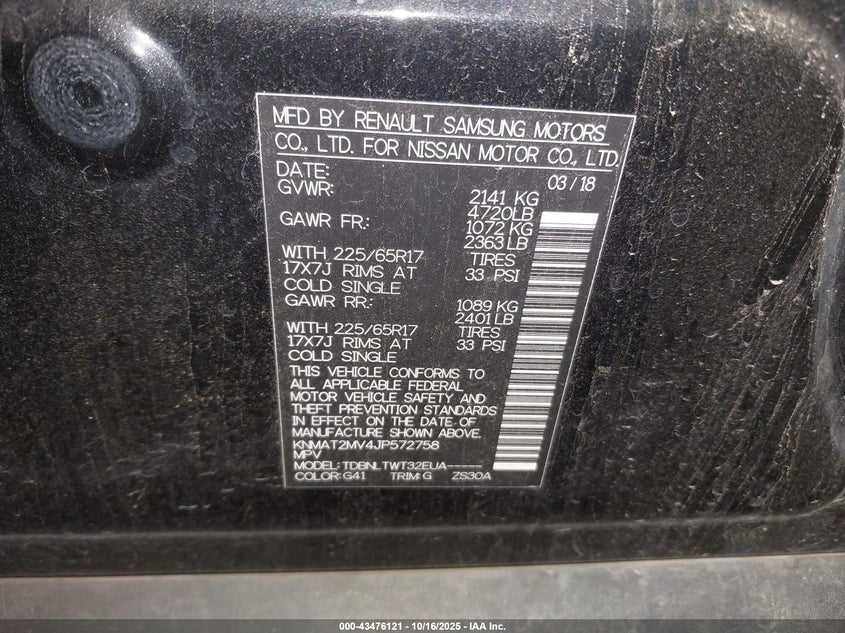 MFD BY RENAULT SAMSUNG MOTORS
CO., LTD. FOR NISSAN MOTOR CO., LTD.
DATE: 03/18
GVWR: 2141 KG
4720LB
GAWR FR.: 1072 KG
2363 LB
WITH 225/65R17 TIRES
17X7J RIMS AT 33 PSI
COLD SINGLE
GAWR RR.: 1089 KG
2401LB
WITH 225/65R17 TIRES
17X7J RIMS AT 33 PSI
COLD SINGLE
THIS VEHICLE CONFORMS TO
ALL APPLICABLE FEDERAL
MOTOR VEHICLE SAFETY AND
THEFT PREVENTION STANDARDS
IN EFFECT ON THE DATE OF
MANUFACTURE SHOWN ABOVE.
KNMAT2MV4JP572758
MPV
MODEL: TDBNLTWT32EUA-----
COLOR: G41 TRIM: G ZS30A
000-43476121 - 10/16/2025 - IAA Inc.